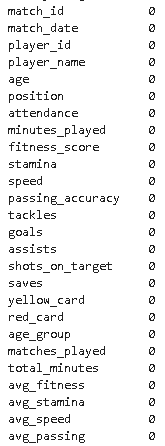 match_id 0
match_date 0
player_id 0
player_name 0
age 0
position 0
attendance 0
minutes_played 0
fitness_score 0
stamina 0
speed 0
passing_accuracy 0
tackles 0
goals 0
assists 0
shots_on_target 0
saves 0
yellow_card 0
red_card 0
age_group 0
matches_played 0
total_minutes 0
avg_fitness 0
avg_stamina 0
avg_speed 0
avg_passing 0